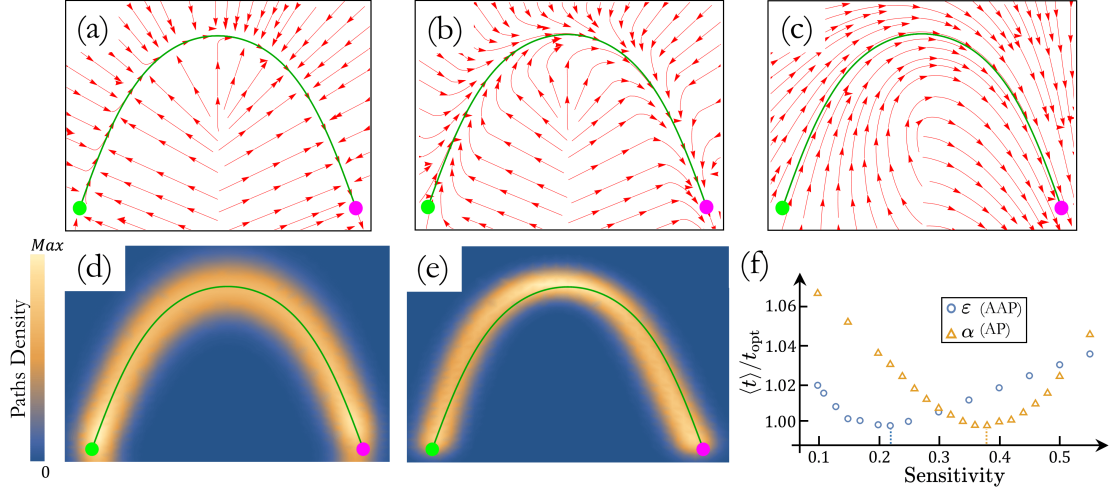 (a)
(b)
(c)
Max
Paths Density
0
(d)
(e)
(f)
⟨t⟩/t_opt
1.06
1.04
1.02
1.00
ε (AAP)
α (AP)
0.1 0.2 0.3 0.4 0.5
Sensitivity